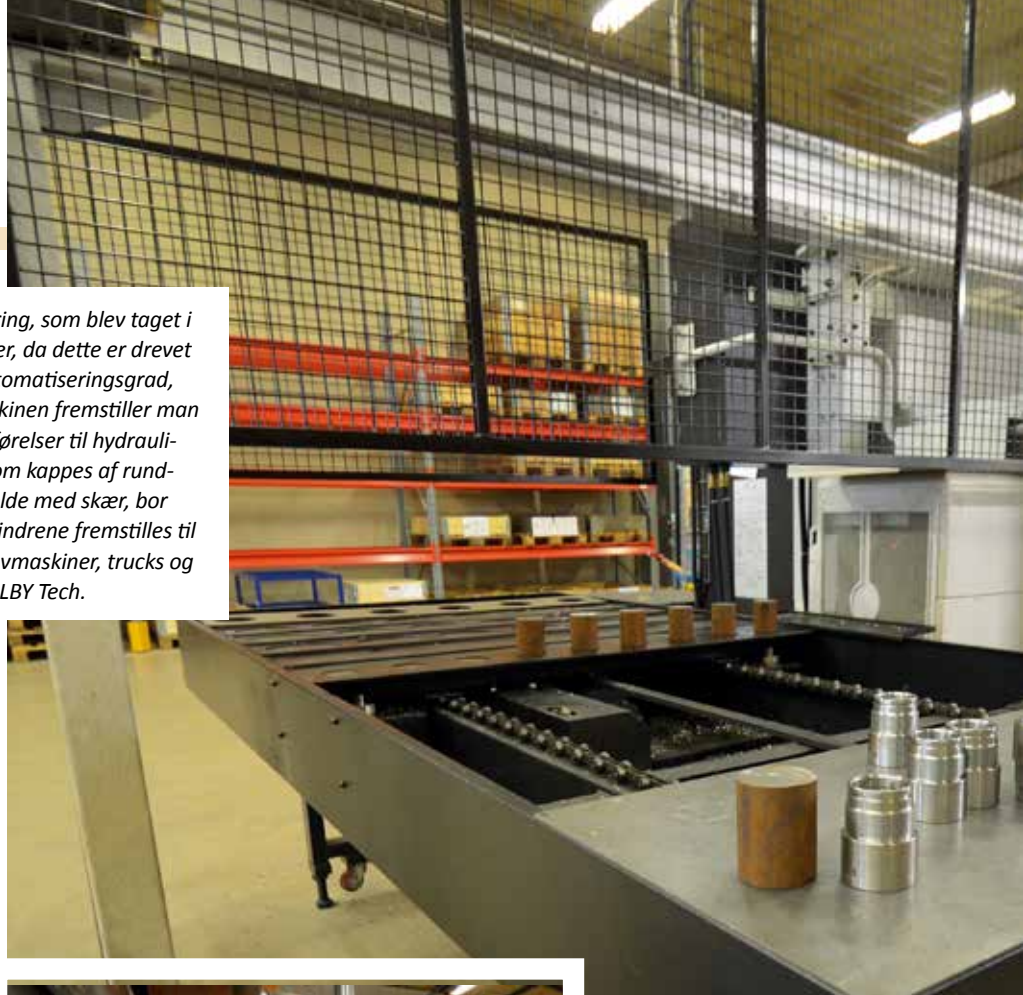 ring, som blev taget i
er, da dette er drevet
tomatiseringsgrad,
kinen fremstiller man
ørelser til hydrauli-
om kappes af rund-
lde med skær, bor
indrene fremstilles til
vmaskiner, trucks og
LBY Tech.